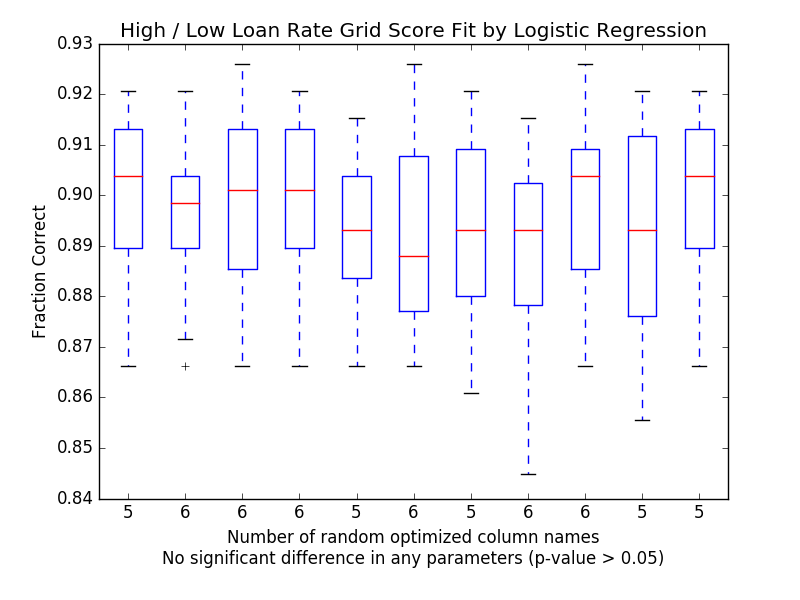 High / Low Loan Rate Grid Score Fit by Logistic Regression
0.93
0.92
0.91
0.90
0.89
0.88
0.87
0.86
0.85
0.84
Fraction Correct
5 6 6 6 5 6 5 6 6 5 5
Number of random optimized column names
No significant difference in any parameters (p-value > 0.05)